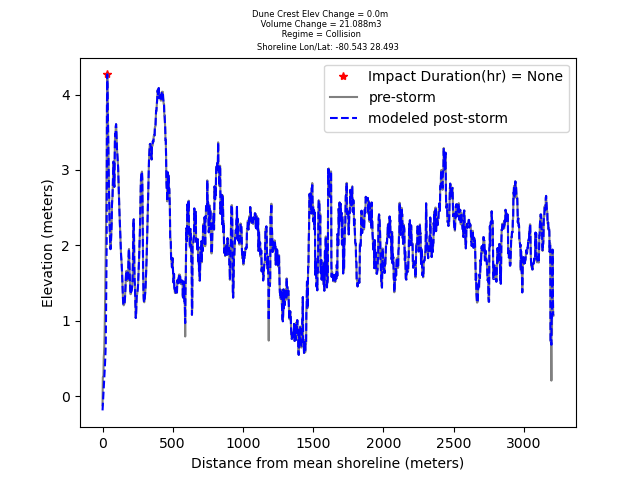 Dune Crest Elev Change = 0.0m
Volume Change = 21.088m3
Regime = Collision
Shoreline Lon/Lat: -80.543 28.493
Impact Duration(hr) = None
pre-storm
modeled post-storm
Elevation (meters)
4
3
2
1
0
0 500 1000 1500 2000 2500 3000
Distance from mean shoreline (meters)